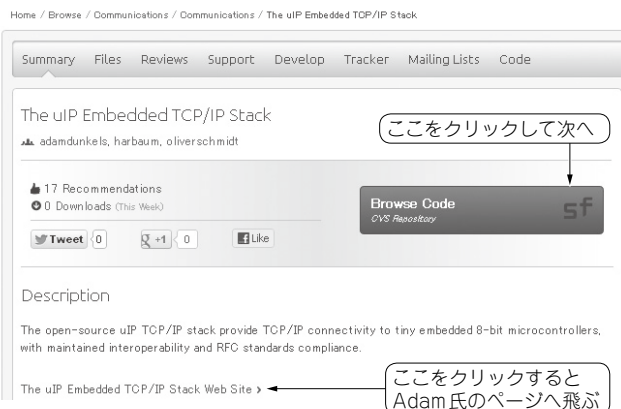 Home / Browse / Communications / Communications / The uIP Embedded TCP/IP Stack
Summary Files Reviews Support Develop Tracker Mailing Lists Code
The uIP Embedded TCP/IP Stack
adamdunkels, harbaum, oliverschmidt
ここをクリックして次へ
17 Recommendations
0 Downloads (This Week)
Browse Code
CVS Repository
sf
Tweet 0 g +1 0 Like
Description
The open-source uIP TCP/IP stack provide TCP/IP connectivity to tiny embedded 8-bit microcontrollers,
with maintained interoperability and RFC standards compliance.
The uIP Embedded TCP/IP Stack Web Site ›
ここをクリックすると
Adam氏のページへ飛ぶ